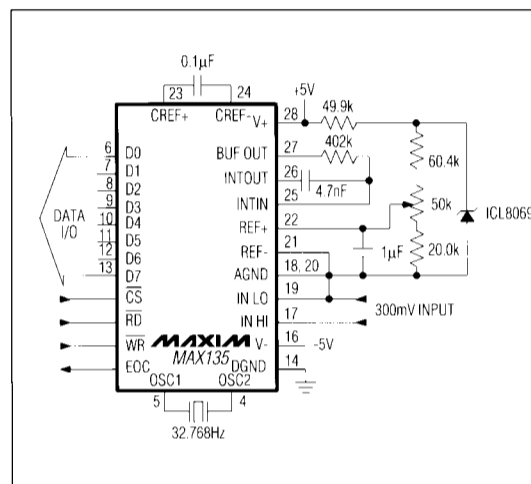 0.1µF
23 24
CREF+ CREF-
V+ 28 +5V 49.9k
BUF OUT 27 402k 60.4k
INTOUT 26 4.7nF
INTIN 25
REF+ 22 50k ICL8069
REF- 21 1µF 20.0k
AGND 18, 20
IN LO 19
300mV INPUT
IN HI 17
V- 16 -5V
DGND 14
6 D0
7 D1
8 D2
9 D3
10 D4
11 D5
12 D6
13 D7
DATA
I/O
CS
RD
WR
EOC
MAXIM
MAX135
OSC1 OSC2
5 4
32.768Hz